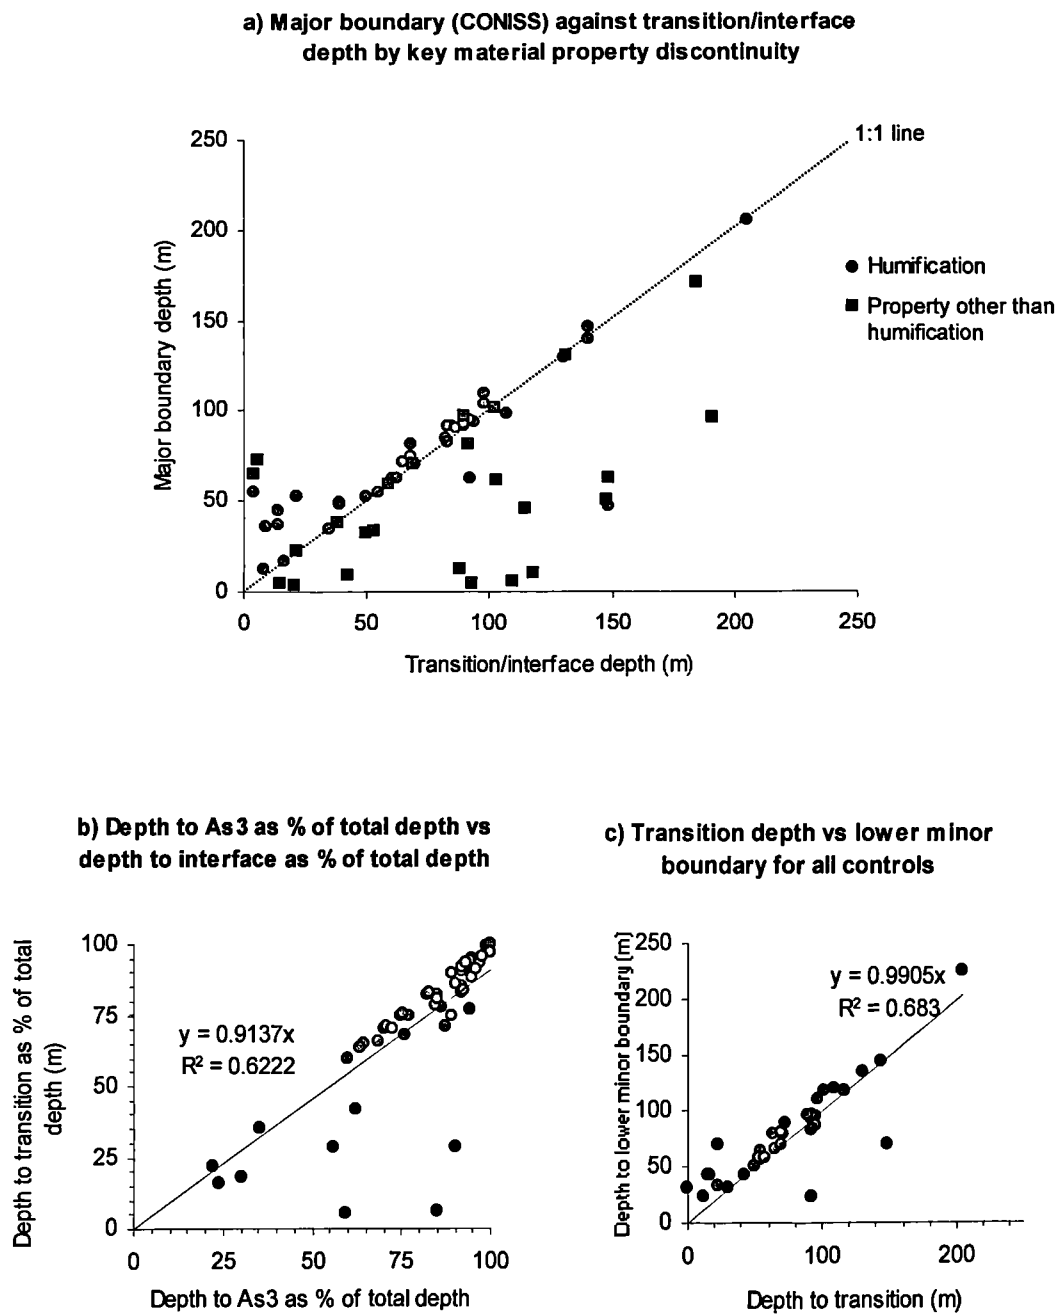 a) Major boundary (CONISS) against transition/interface
depth by key material property discontinuity
250
200
150
100
50
0
Major boundary depth (m)
1:1 line
Humification
Property other than
humification
0 50 100 150 200 250
Transition/interface depth (m)
b) Depth to As3 as % of total depth vs
depth to interface as % of total depth
100
75
50
25
0
Depth to transition as % of total
depth (m)
y = 0.9137x
R² = 0.6222
0 25 50 75 100
Depth to As3 as % of total depth
c) Transition depth vs lower minor
boundary for all controls
250
200
150
100
50
0
Depth to lower minor boundary (m)
y = 0.9905x
R² = 0.683
0 100 200
Depth to transition (m)